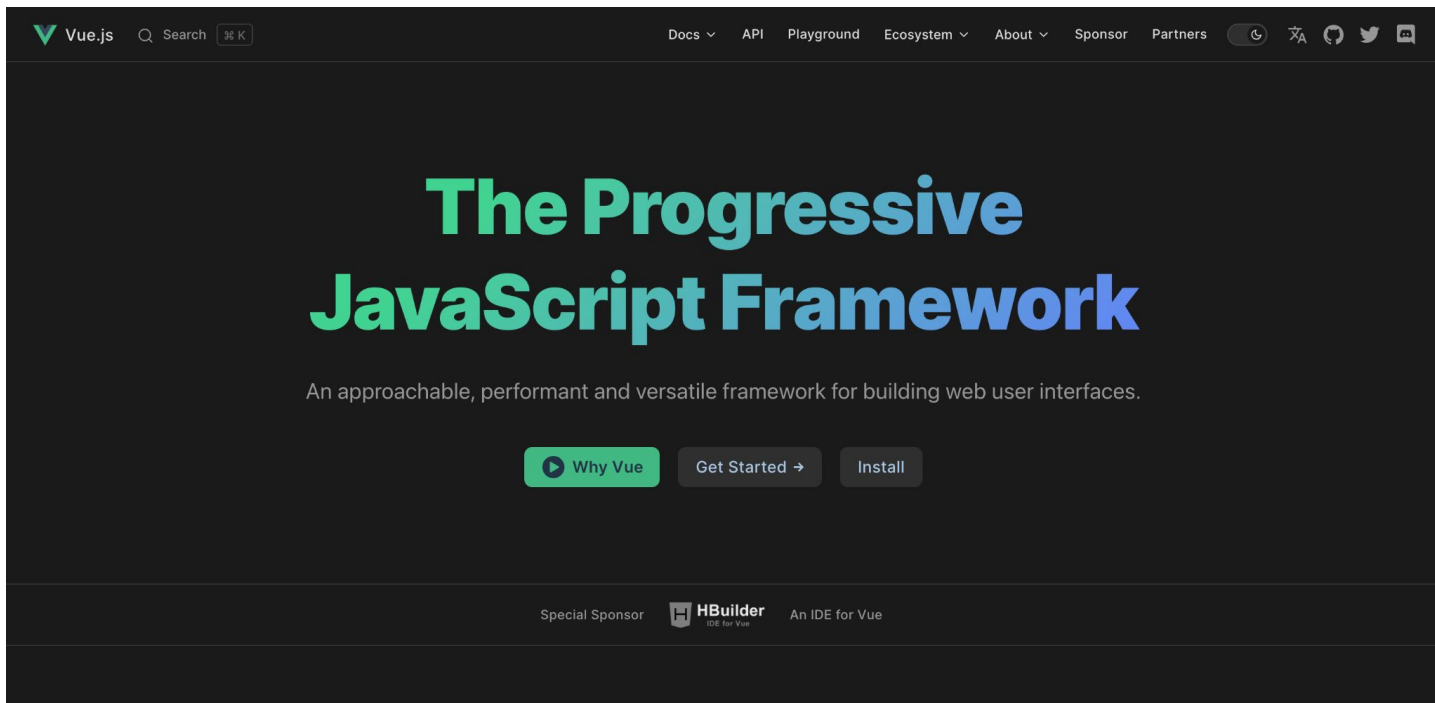 Vue.js Search ⌘ K Docs API Playground Ecosystem About Sponsor Partners
The Progressive
JavaScript Framework
An approachable, performant and versatile framework for building web user interfaces.
Why Vue Get Started → Install
Special Sponsor HBuilder IDE for Vue An IDE for Vue